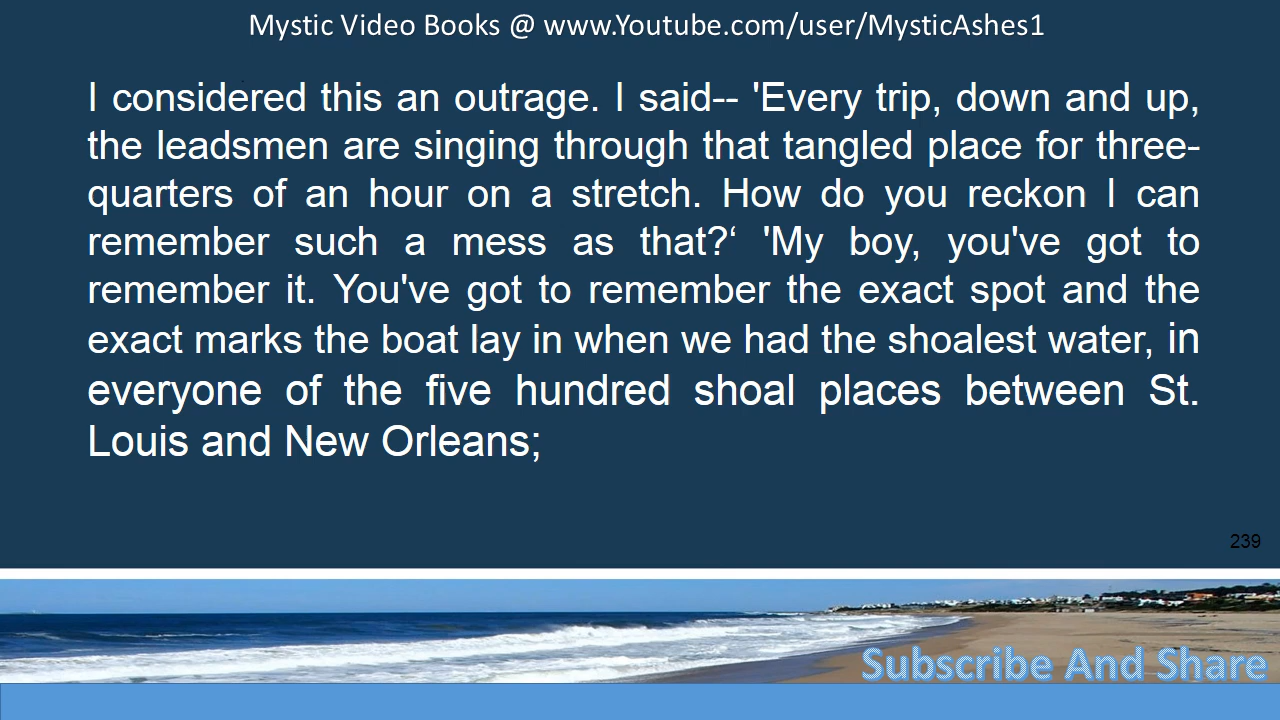 Mystic Video Books @ www.Youtube.com/user/MysticAshes1
I considered this an outrage. I said-- 'Every trip, down and up,
the leadsmen are singing through that tangled place for three-
quarters of an hour on a stretch. How do you reckon I can
remember such a mess as that?‘ 'My boy, you've got to
remember it. You've got to remember the exact spot and the
exact marks the boat lay in when we had the shoalest water, in
everyone of the five hundred shoal places between St.
Louis and New Orleans;
239
Subscribe And Share